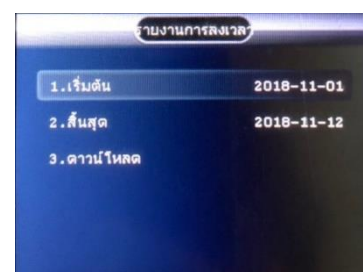 รายงานการลงเวลา
1.เริ่มต้น 2018-11-01
2.สิ้นสุด 2018-11-12
3.ดาวน์โหลด